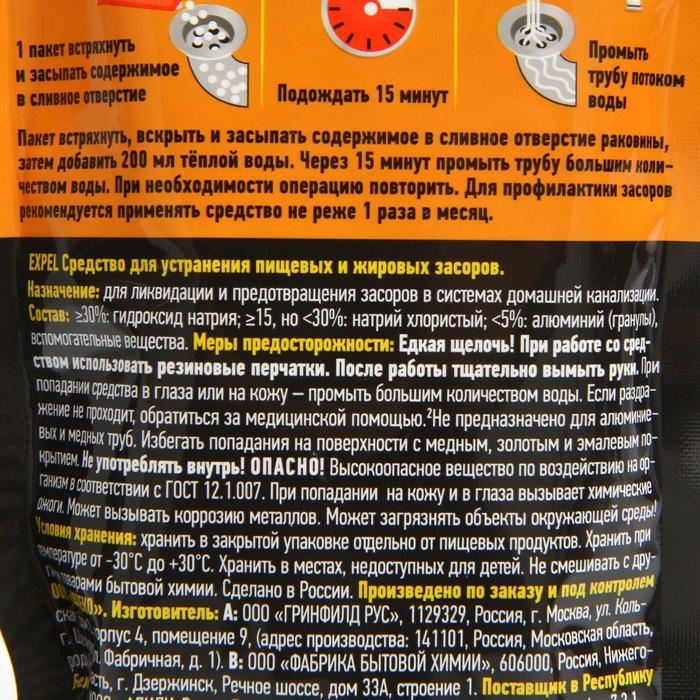 1 пакет встряхнуть
и засыпать содержимое
в сливное отверстие
Подождать 15 минут
Промыть
трубу потоком
воды
Пакет встряхнуть, вскрыть и засыпать содержимое в сливное отверстие раковины,
затем добавить 200 мл тёплой воды. Через 15 минут промыть трубу большим коли-
чеством воды. При необходимости операцию повторить. Для профилактики засоров
рекомендуется применять средство не реже 1 раза в месяц.
EXPEL Средство для устранения пищевых и жировых засоров.
Назначение: для ликвидации и предотвращения засоров в системах домашней канализации.
Состав: ≥30%: гидроксид натрия; ≥15, но <30%: натрий хлористый; <5%: алюминий (гранулы),
вспомогательные вещества. Меры предосторожности: Едкая щелочь! При работе со сред-
ством использовать резиновые перчатки. После работы тщательно вымыть руки. При
попадании средства в глаза или на кожу – промыть большим количеством воды. Если раздра-
жение не проходит, обратиться за медицинской помощью.²Не предназначено для алюминие-
вых и медных труб. Избегать попадания на поверхности с медным, золотым и эмалевым по-
крытием. Не употреблять внутрь! ОПАСНО! Высокоопасное вещество по воздействию на ор-
ганизм в соответствии с ГОСТ 12.1.007. При попадании на кожу и в глаза вызывает химические
ожоги. Может вызывать коррозию металлов. Может загрязнять объекты окружающей среды!
Условия хранения: хранить в закрытой упаковке отдельно от пищевых продуктов. Хранить при
температуре от -30°С до +30°С. Хранить в местах, недоступных для детей. Не смешивать с дру-
товарами бытовой химии. Сделано в России. Произведено по заказу и под контролем
ООО Изготовитель: А: ООО «ГРИНФИЛД РУС», 1129329, Россия, г. Москва, ул. Коль-
корпус 4, помещение 9, (адрес производства: 141101, Россия, Московская область,
г. Фабричная, д. 1). В: ООО «ФАБРИКА БЫТОВОЙ ХИМИИ», 606000, Россия, Нижего-
г. Дзержинск, Речное шоссе, дом 33А, строение 1. Поставщик в Республику